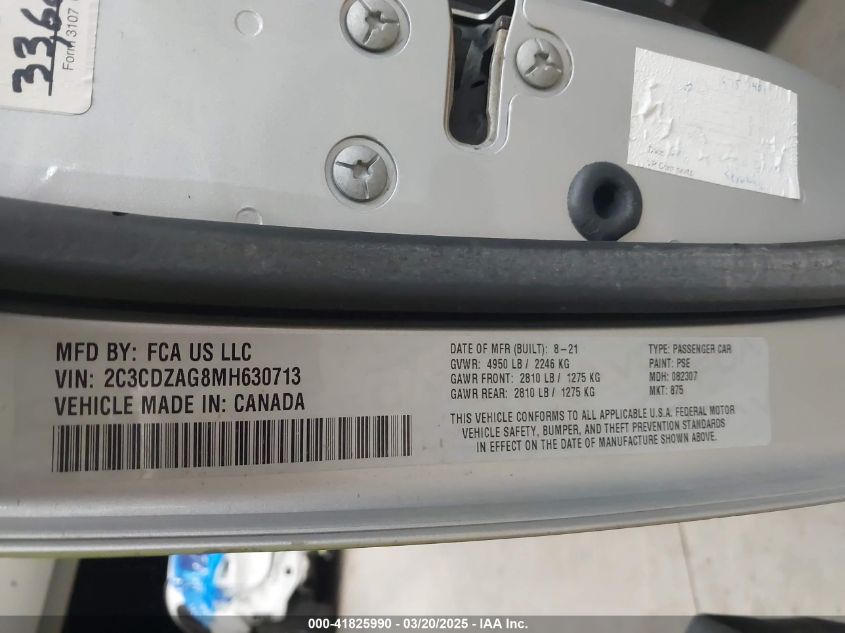 3366
Form 3107
MFD BY: FCA US LLC
VIN: 2C3CDZAG8MH630713
VEHICLE MADE IN: CANADA
DATE OF MFR (BUILT): 8-21
GVWR: 4950 LB / 2246 KG
GAWR FRONT: 2810 LB / 1275 KG
GAWR REAR: 2810 LB / 1275 KG
TYPE: PASSENGER CAR
PAINT: PSE
MDH: 082307
MKT: 875
THIS VEHICLE CONFORMS TO ALL APPLICABLE U.S.A. FEDERAL MOTOR
VEHICLE SAFETY, BUMPER, AND THEFT PREVENTION STANDARDS
IN EFFECT ON THE DATE OF MANUFACTURE SHOWN ABOVE.
000-41825990 — 03/20/2025 — IAA Inc.